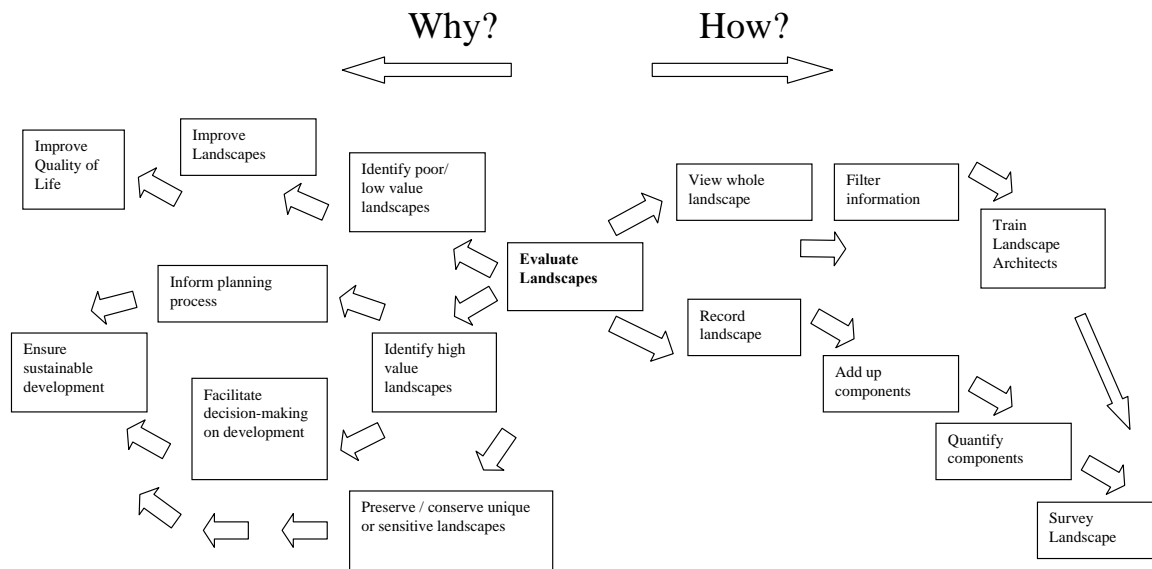 Why?
How?
Improve
Quality of
Life
Improve
Landscapes
Identify poor/
low value
landscapes
View whole
landscape
Filter
information
Train
Landscape
Architects
Evaluate
Landscapes
Inform planning
process
Record
landscape
Ensure
sustainable
development
Identify high
value
landscapes
Facilitate
decision-making
on development
Add up
components
Quantify
components
Preserve / conserve unique
or sensitive landscapes
Survey
Landscape